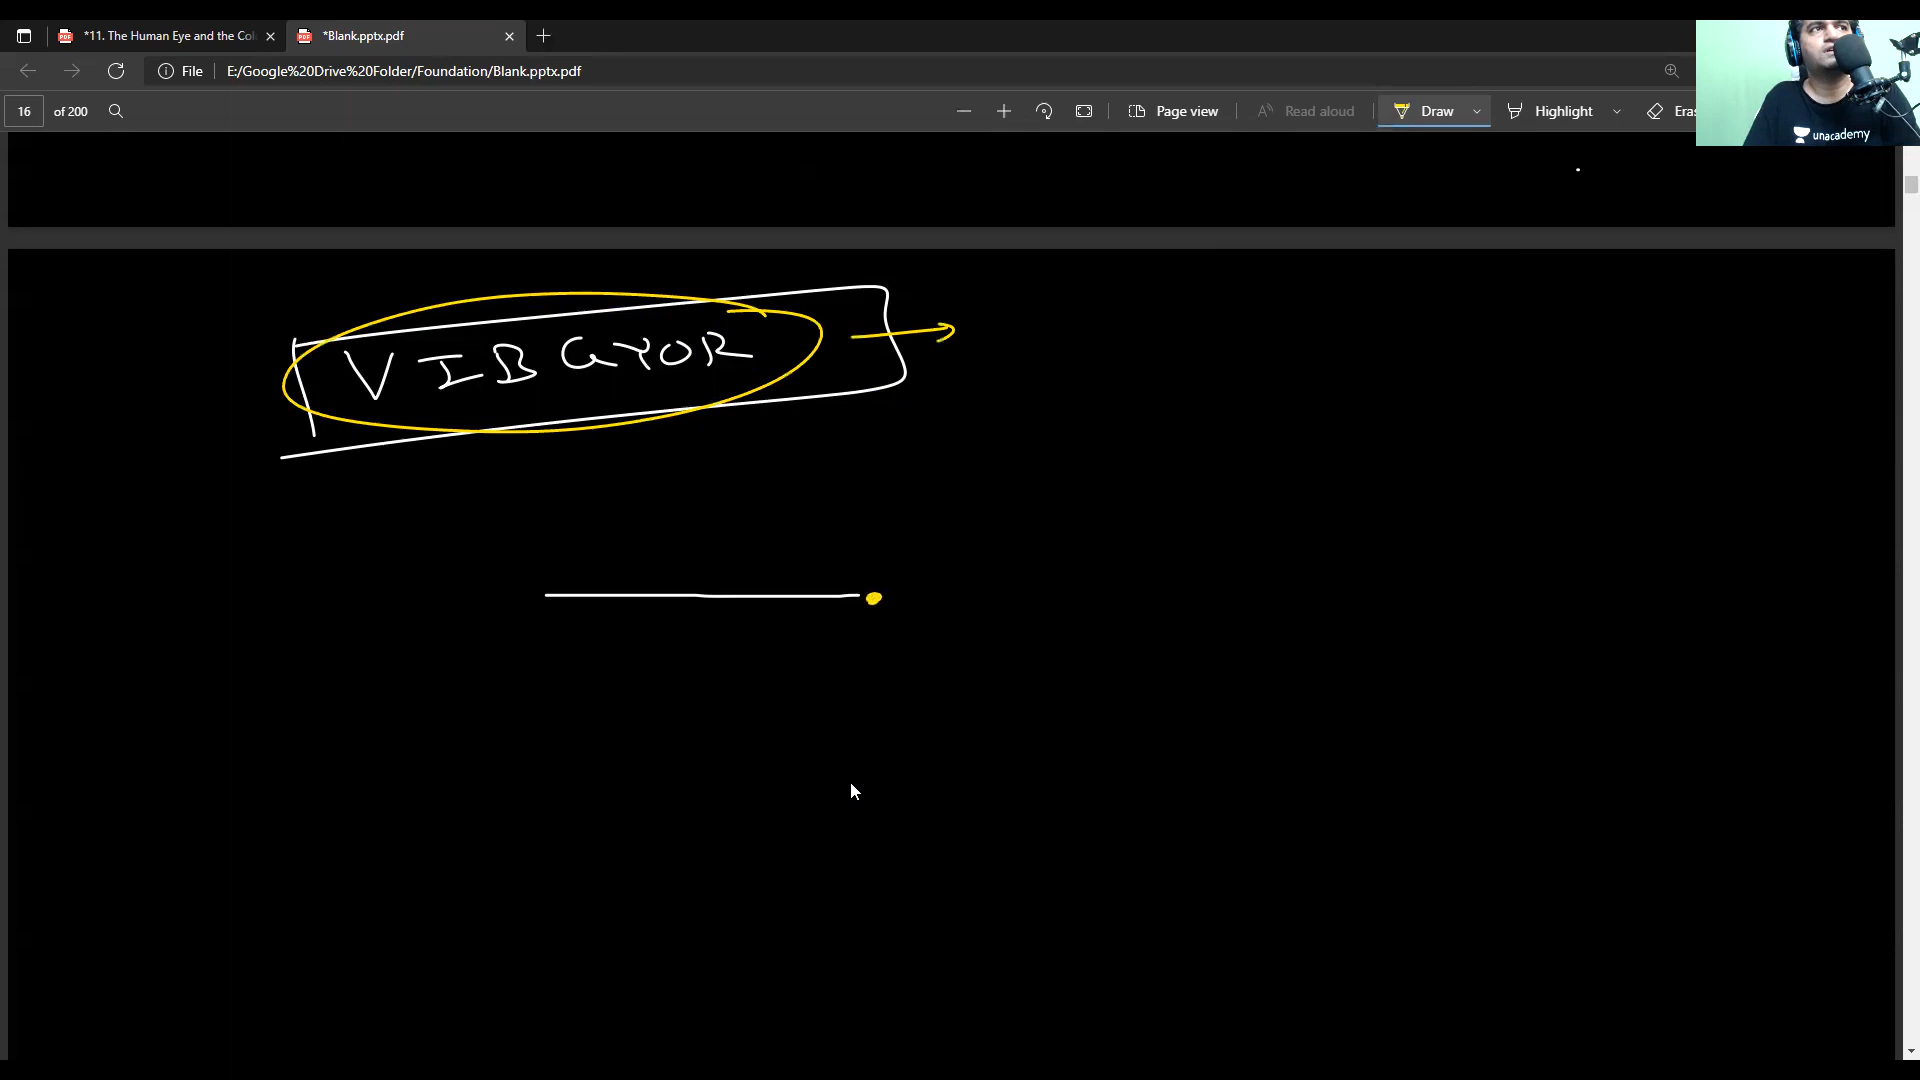 *11. The Human Eye and the Col
*Blank.pptx.pdf
File
E:/Google%20Drive%20Folder/Foundation/Blank.pptx.pdf
16 of 200
Page view
Read aloud
Draw
Highlight
Eras
unacademy
VIBGYOR